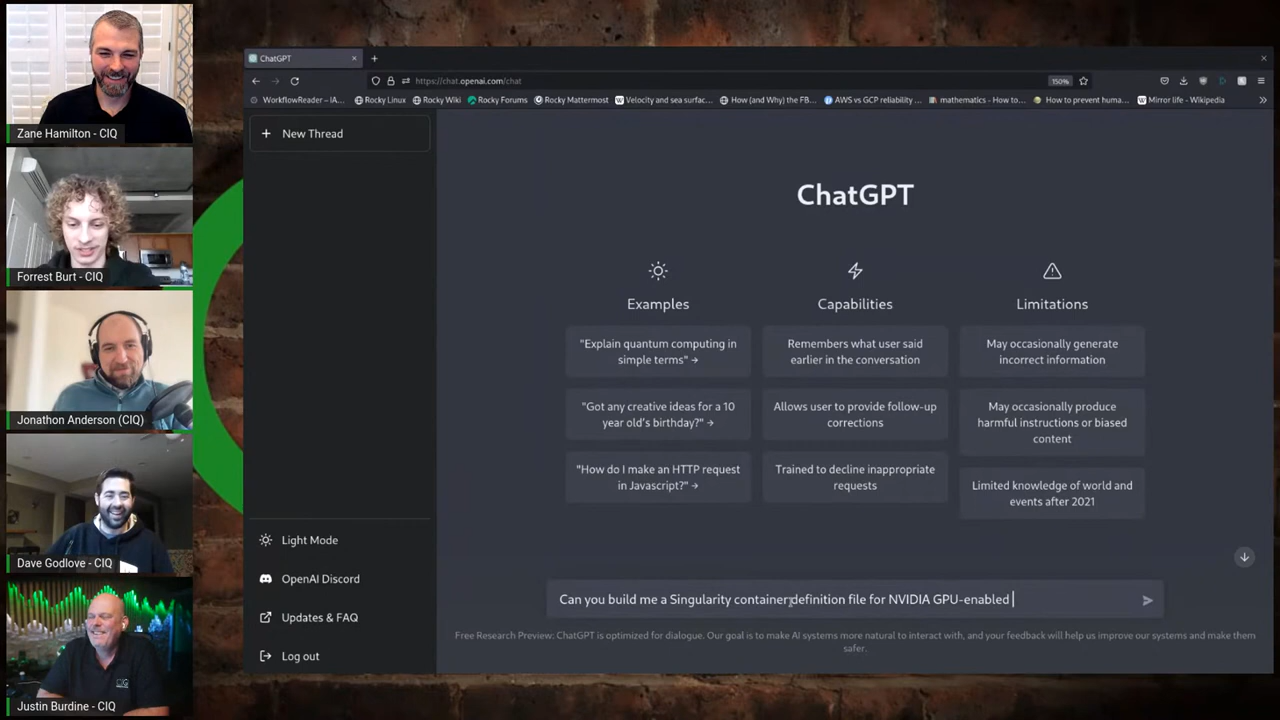 Zane Hamilton - CIQ
Forrest Burt - CIQ
Jonathon Anderson (CIQ)
Dave Godlove - CIQ
Justin Burdine - CIQ
ChatGPT
https://chat.openai.com/chat
150%
WorkflowReader – IA...
Rocky Linux
Rocky Wiki
Rocky Forums
Rocky Mattermost
Velocity and sea surfac...
How (and Why) the FB...
AWS vs GCP reliability ...
mathematics - How to...
How to prevent huma...
Mirror life - Wikipedia
New Thread
Light Mode
OpenAI Discord
Updates & FAQ
Log out
ChatGPT
Examples
"Explain quantum computing in
simple terms" →
"Got any creative ideas for a 10
year old's birthday?" →
"How do I make an HTTP request
in Javascript?" →
Capabilities
Remembers what user said
earlier in the conversation
Allows user to provide follow-up
corrections
Trained to decline inappropriate
requests
Limitations
May occasionally generate
incorrect information
May occasionally produce
harmful instructions or biased
content
Limited knowledge of world and
events after 2021
Can you build me a Singularity container definition file for NVIDIA GPU-enabled
Free Research Preview: ChatGPT is optimized for dialogue. Our goal is to make AI systems more natural to interact with, and your feedback will help us improve our systems and make them
safer.